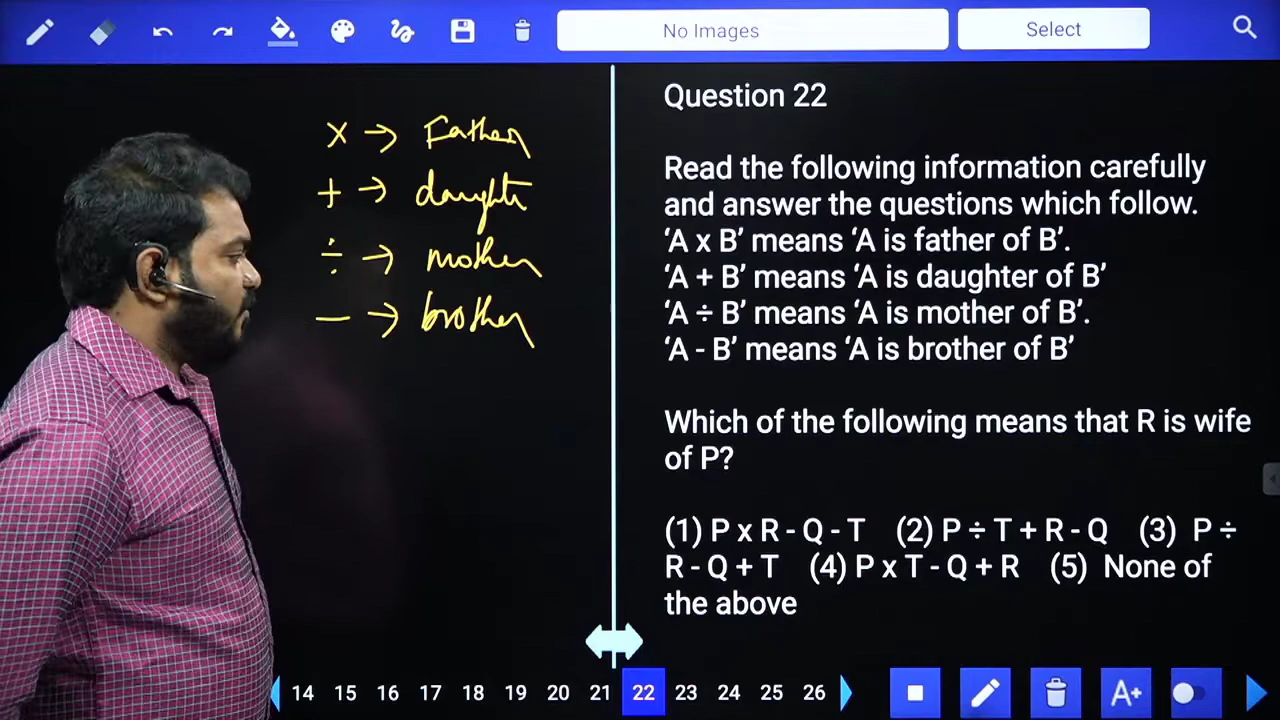 No Images
Select
x → Father
+ → daughte
÷ → mother
— → brother
Question 22
Read the following information carefully
and answer the questions which follow.
‘A x B’ means ‘A is father of B’.
‘A + B’ means ‘A is daughter of B’
‘A ÷ B’ means ‘A is mother of B’.
‘A - B’ means ‘A is brother of B’
Which of the following means that R is wife
of P?
(1) P x R - Q - T (2) P ÷ T + R - Q (3) P ÷
R - Q + T (4) P x T - Q + R (5) None of
the above
14 15 16 17 18 19 20 21 22 23 24 25 26
A+